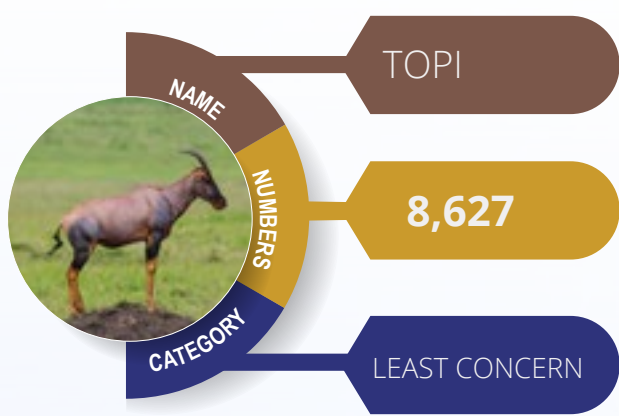 NAME
TOPI
NUMBERS
8,627
CATEGORY
LEAST CONCERN